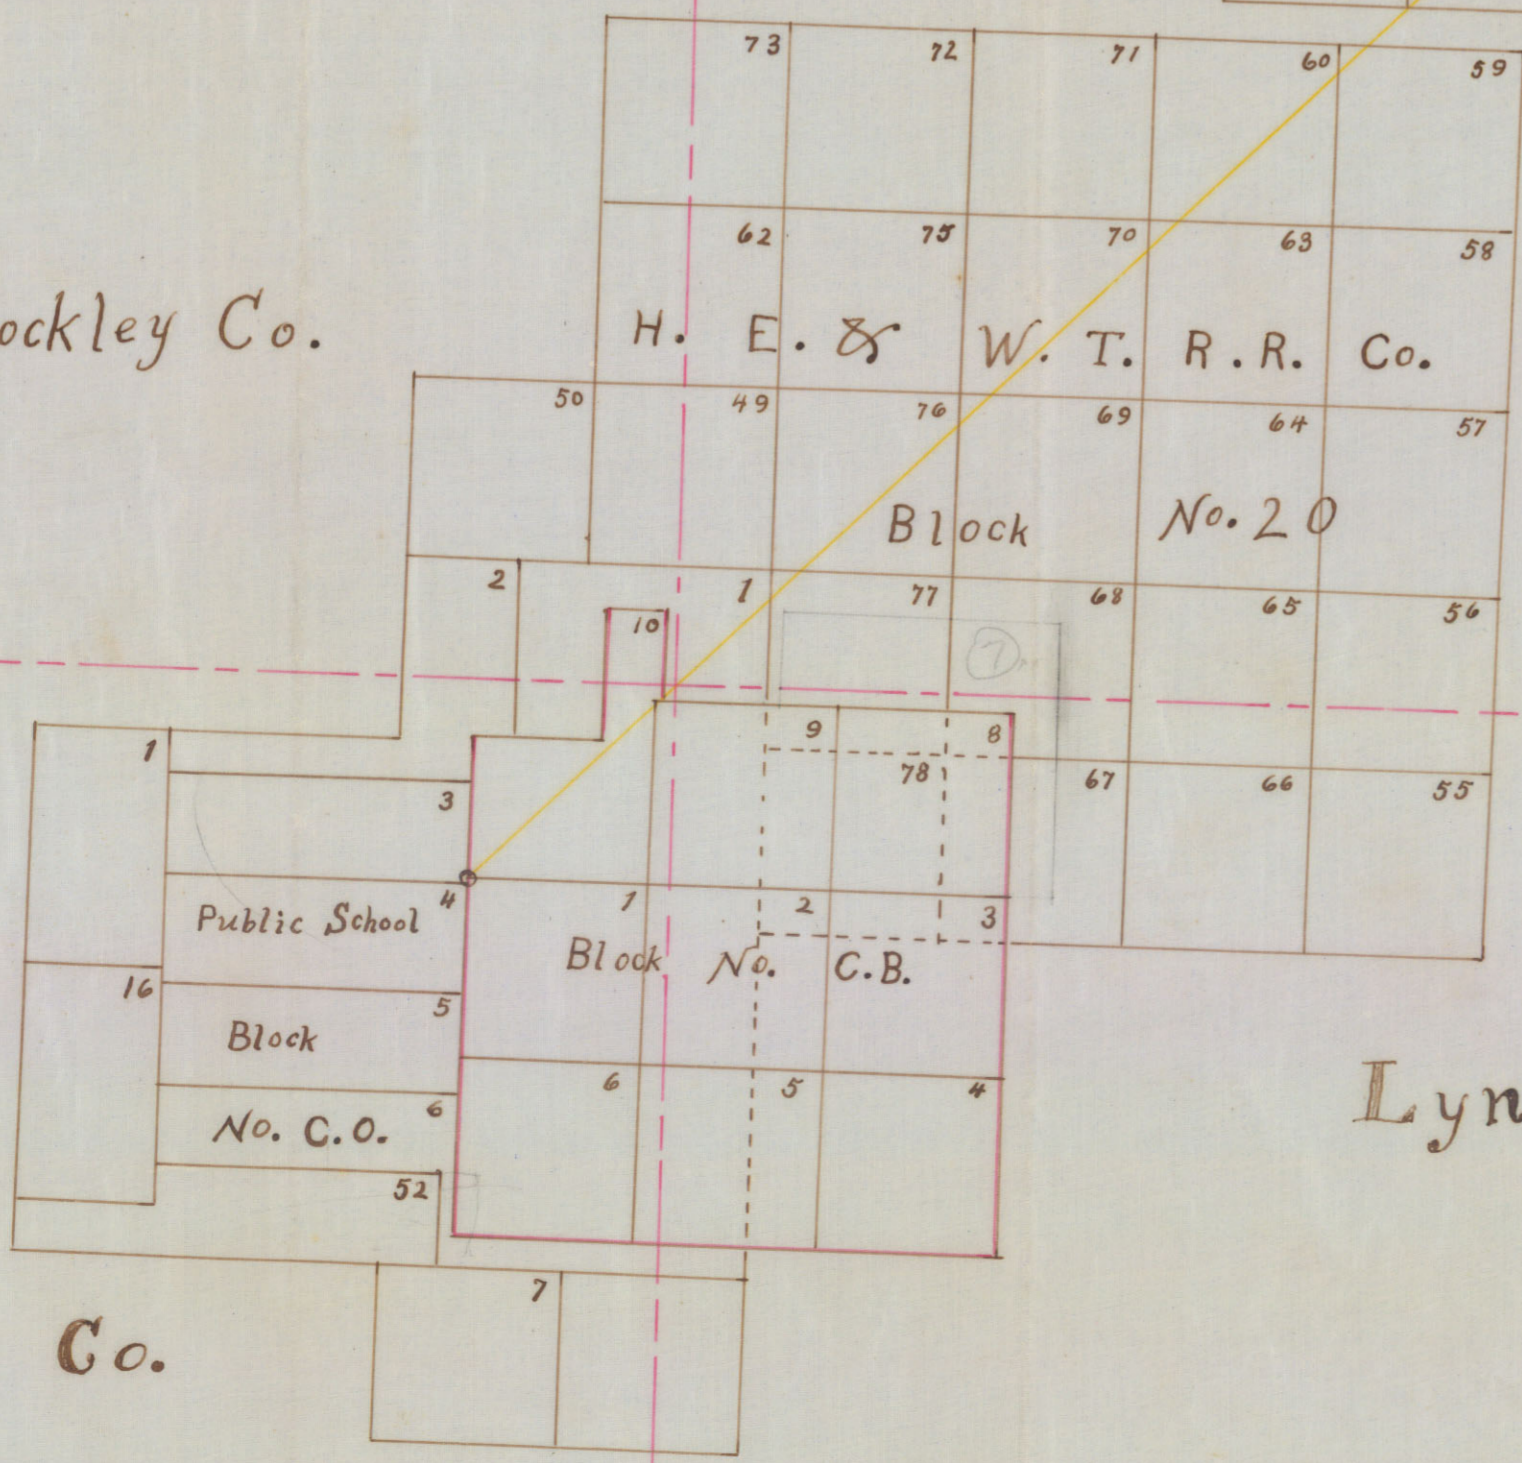 73 72 71 60 59
62 75 70 63 58
ockley Co.
H. E. & W. T. R. R. Co.
50 49 76 69 64 57
Block No. 20
2 1 77 68 65 56
10
7
1 9 8
3 78 67 66 55
4 1 2 3
Public School
Block No. C.B.
16 5
Block
6 5 4
6
No. C.O.
Lyn
52
7
Co.